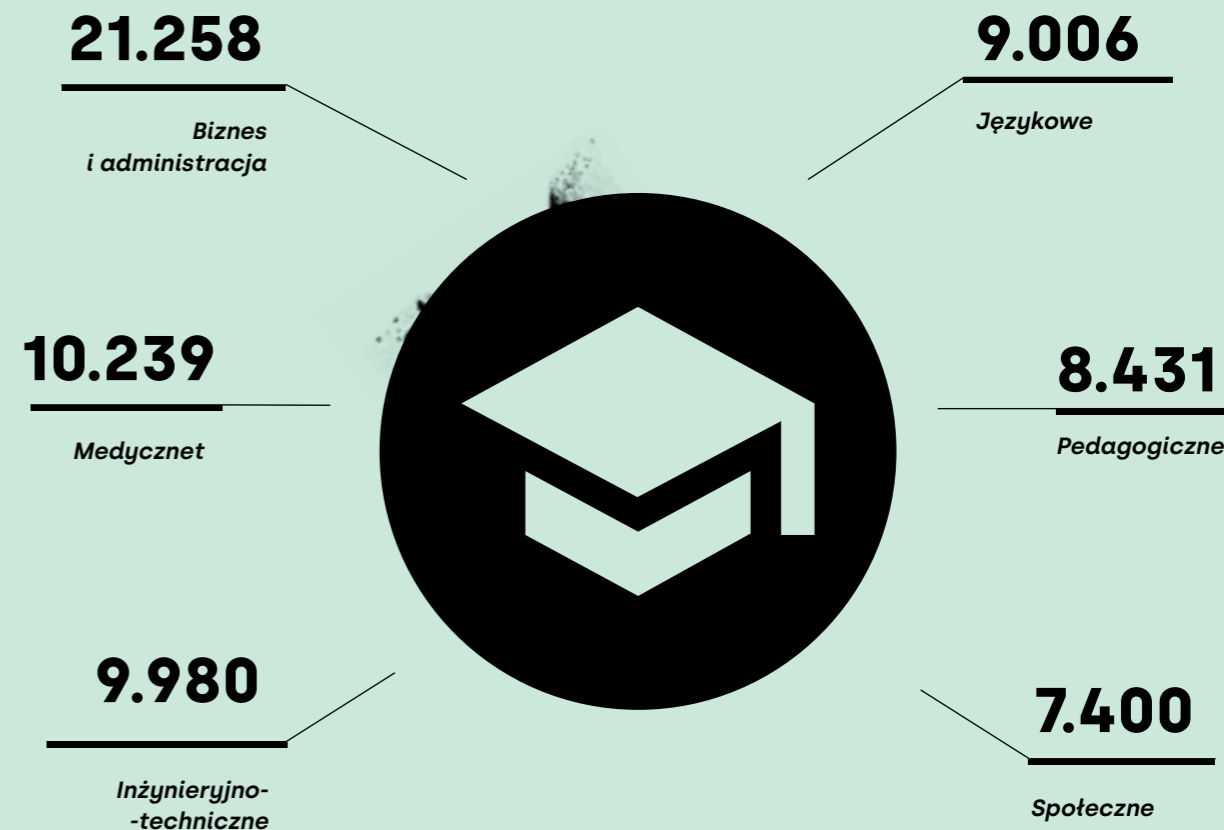 21.258
Biznes
i administracja
9.006
Językowe
10.239
Medycznet
8.431
Pedagogiczne
9.980
Inżynieryjno-
-techniczne
7.400
Społeczne